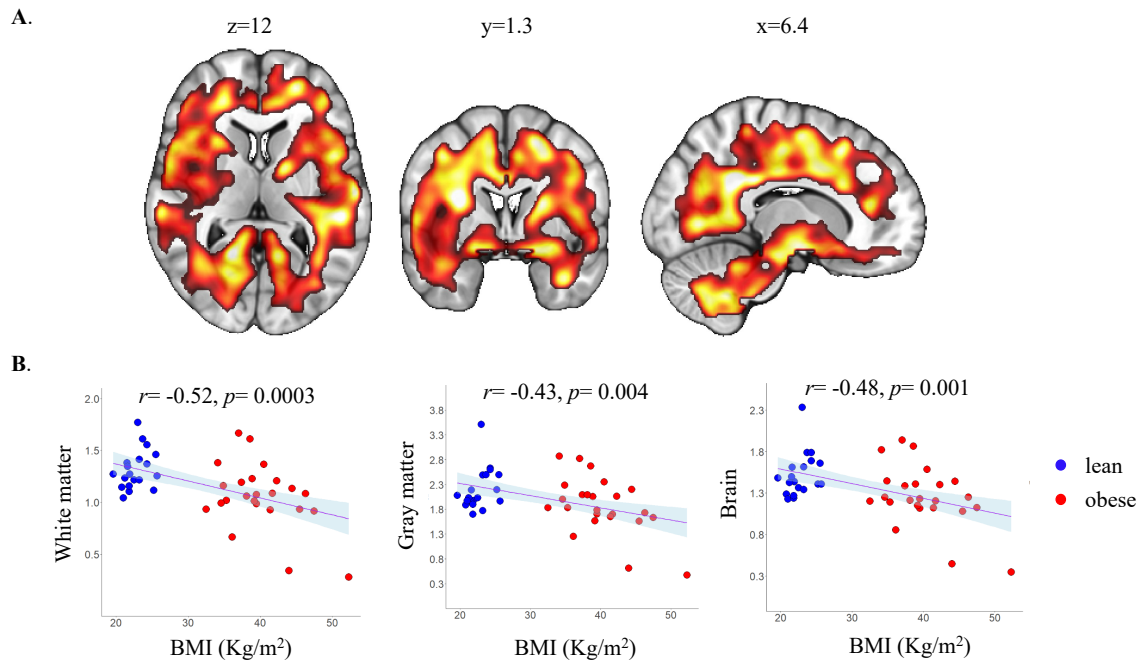 A.
z=12 y=1.3 x=6.4
B.
r= -0.52, p= 0.0003
2.0
1.5
1.0
0.5
White matter
20 30 40 50
BMI (Kg/m²)
r= -0.43, p= 0.004
3.8
3.3
2.8
2.3
1.8
1.3
0.8
0.3
Gray matter
20 30 40 50
BMI (Kg/m²)
r= -0.48, p= 0.001
2.3
1.8
1.3
0.8
0.3
Brain
20 30 40 50
BMI (Kg/m²)
lean
obese